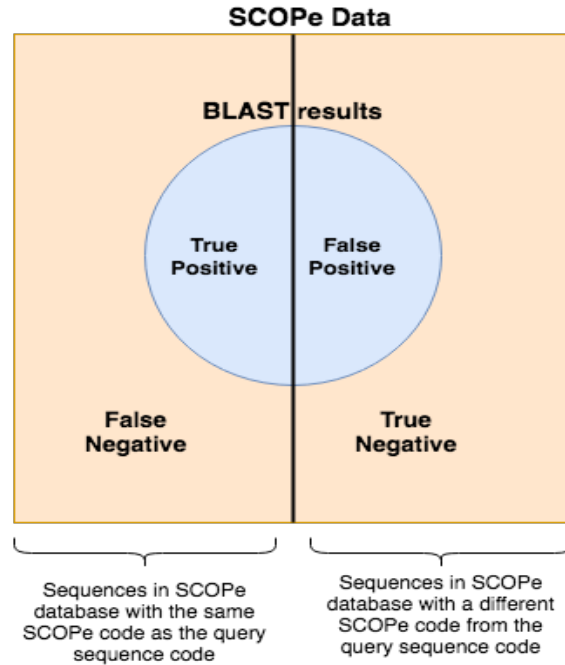 SCOPe Data
BLAST results
True
Positive
False
Positive
False
Negative
True
Negative
Sequences in SCOPe
database with the same
SCOPe code as the query
sequence code
Sequences in SCOPe
database with a different
SCOPe code from the
query sequence code